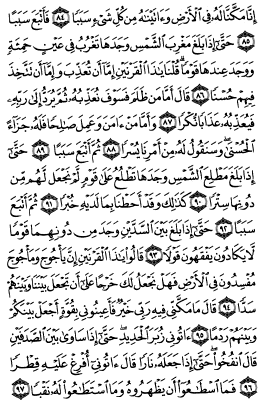 إِنَّا مَكَّنَّا لَهُۥ فِى ٱلْأَرْضِ وَءَاتَيْنَٰهُ مِن كُلِّ شَىْءٍ سَبَبًا ٨٤ فَأَتْبَعَ سَبَبًا
٨٥ حَتَّىٰٓ إِذَا بَلَغَ مَغْرِبَ ٱلشَّمْسِ وَجَدَهَا تَغْرُبُ فِى عَيْنٍ حَمِئَةٍ
وَوَجَدَ عِندَهَا قَوْمًا ۗ قُلْنَا يَٰذَا ٱلْقَرْنَيْنِ إِمَّآ أَن تُعَذِّبَ وَإِمَّآ أَن تَتَّخِذَ
فِيهِمْ حُسْنًا ٨٦ قَالَ أَمَّا مَن ظَلَمَ فَسَوْفَ نُعَذِّبُهُۥ ثُمَّ يُرَدُّ إِلَىٰ رَبِّهِۦ
فَيُعَذِّبُهُۥ عَذَابًا نُّكْرًا ٨٧ وَأَمَّا مَنْ ءَامَنَ وَعَمِلَ صَٰلِحًا فَلَهُۥ جَزَآءً
ٱلْحُسْنَىٰ ۖ وَسَنَقُولُ لَهُۥ مِنْ أَمْرِنَا يُسْرًا ٨٨ ثُمَّ أَتْبَعَ سَبَبًا ٨٩ حَتَّىٰٓ
إِذَا بَلَغَ مَطْلِعَ ٱلشَّمْسِ وَجَدَهَا تَطْلُعُ عَلَىٰ قَوْمٍ لَّمْ نَجْعَل لَّهُم مِّن
دُونِهَا سِتْرًا ٩٠ كَذَٰلِكَ وَقَدْ أَحَطْنَا بِمَا لَدَيْهِ خُبْرًا ٩١ ثُمَّ أَتْبَعَ
سَبَبًا ٩٢ حَتَّىٰٓ إِذَا بَلَغَ بَيْنَ ٱلسَّدَّيْنِ وَجَدَ مِن دُونِهِمَا قَوْمًا
لَّا يَكَادُونَ يَفْقَهُونَ قَوْلًا ٩٣ قَالُوا۟ يَٰذَا ٱلْقَرْنَيْنِ إِنَّ يَأْجُوجَ وَمَأْجُوجَ
مُفْسِدُونَ فِى ٱلْأَرْضِ فَهَلْ نَجْعَلُ لَكَ خَرْجًا عَلَىٰٓ أَن تَجْعَلَ بَيْنَنَا وَبَيْنَهُمْ
سَدًّا ٩٤ قَالَ مَا مَكَّنِّى فِيهِ رَبِّى خَيْرٌ فَأَعِينُونِى بِقُوَّةٍ أَجْعَلْ بَيْنَكُمْ
وَبَيْنَهُمْ رَدْمًا ٩٥ ءَاتُونِى زُبَرَ ٱلْحَدِيدِ ۖ حَتَّىٰٓ إِذَا سَاوَىٰ بَيْنَ ٱلصَّدَفَيْنِ
قَالَ ٱنفُخُوا۟ ۖ حَتَّىٰٓ إِذَا جَعَلَهُۥ نَارًا قَالَ ءَاتُونِىٓ أُفْرِغْ عَلَيْهِ قِطْرًا
٩٦ فَمَا ٱسْطَٰعُوٓا۟ أَن يَظْهَرُوهُ وَمَا ٱسْتَطَٰعُوا۟ لَهُۥ نَقْبًا ٩٧